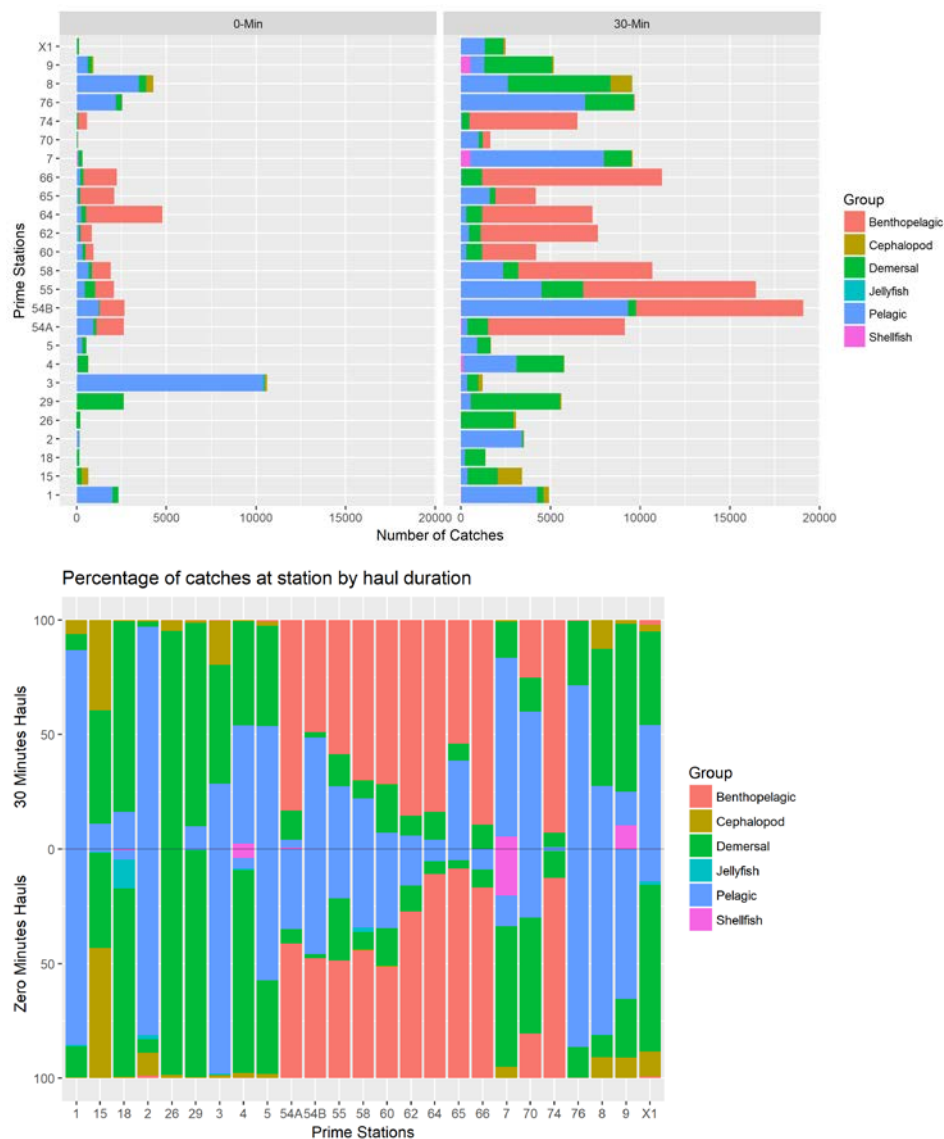 0-Min 30-Min
X1
9
8
76
74
70
7
66
65
64
62
60
58
55
54B
54A
5
4
3
29
26
2
18
15
1
Prime Stations
0 5000 10000 15000 20000 0 5000 10000 15000 20000
Number of Catches
Group
Benthopelagic
Cephalopod
Demersal
Jellyfish
Pelagic
Shellfish
Percentage of catches at station by haul duration
100
50
0
50
100
30 Minutes Hauls
Zero Minutes Hauls
1 15 18 2 26 29 3 4 5 54A 54B 55 58 60 62 64 65 66 7 70 74 76 8 9 X1
Prime Stations
Group
Benthopelagic
Cephalopod
Demersal
Jellyfish
Pelagic
Shellfish